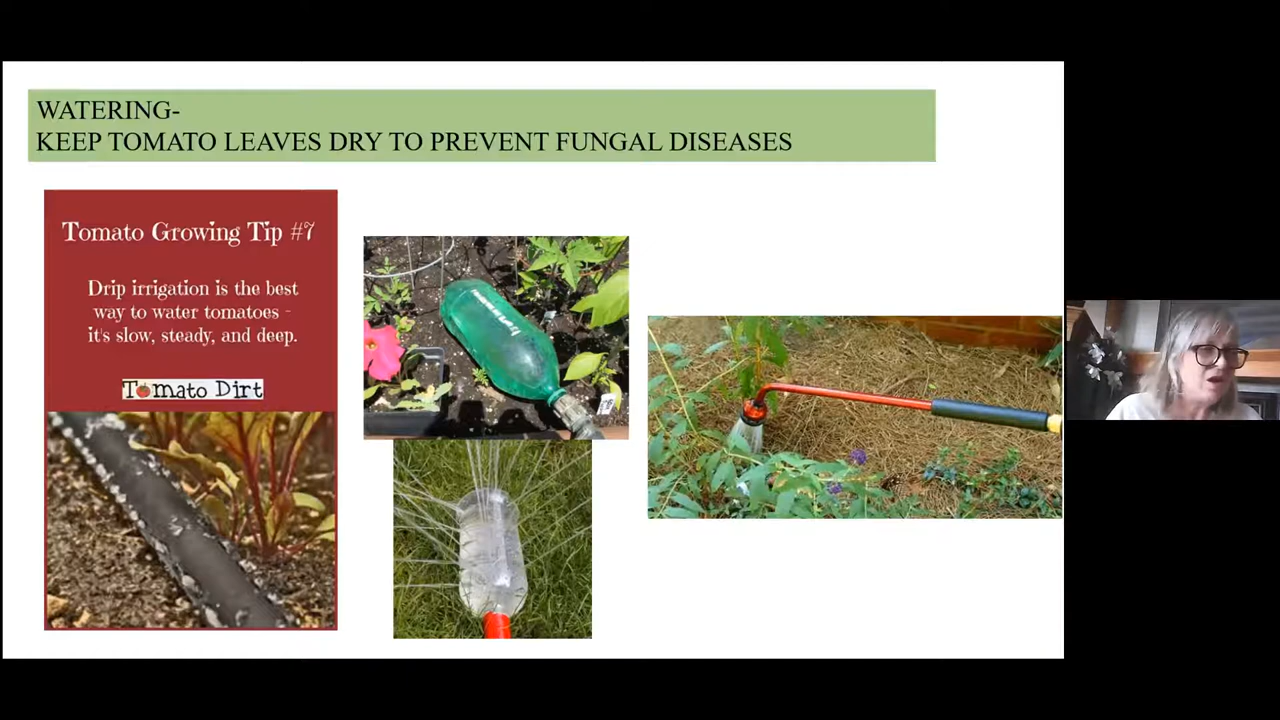 WATERING-
KEEP TOMATO LEAVES DRY TO PREVENT FUNGAL DISEASES
Tomato Growing Tip #7
Drip irrigation is the best
way to water tomatoes -
it's slow, steady, and deep.
Tomato Dirt